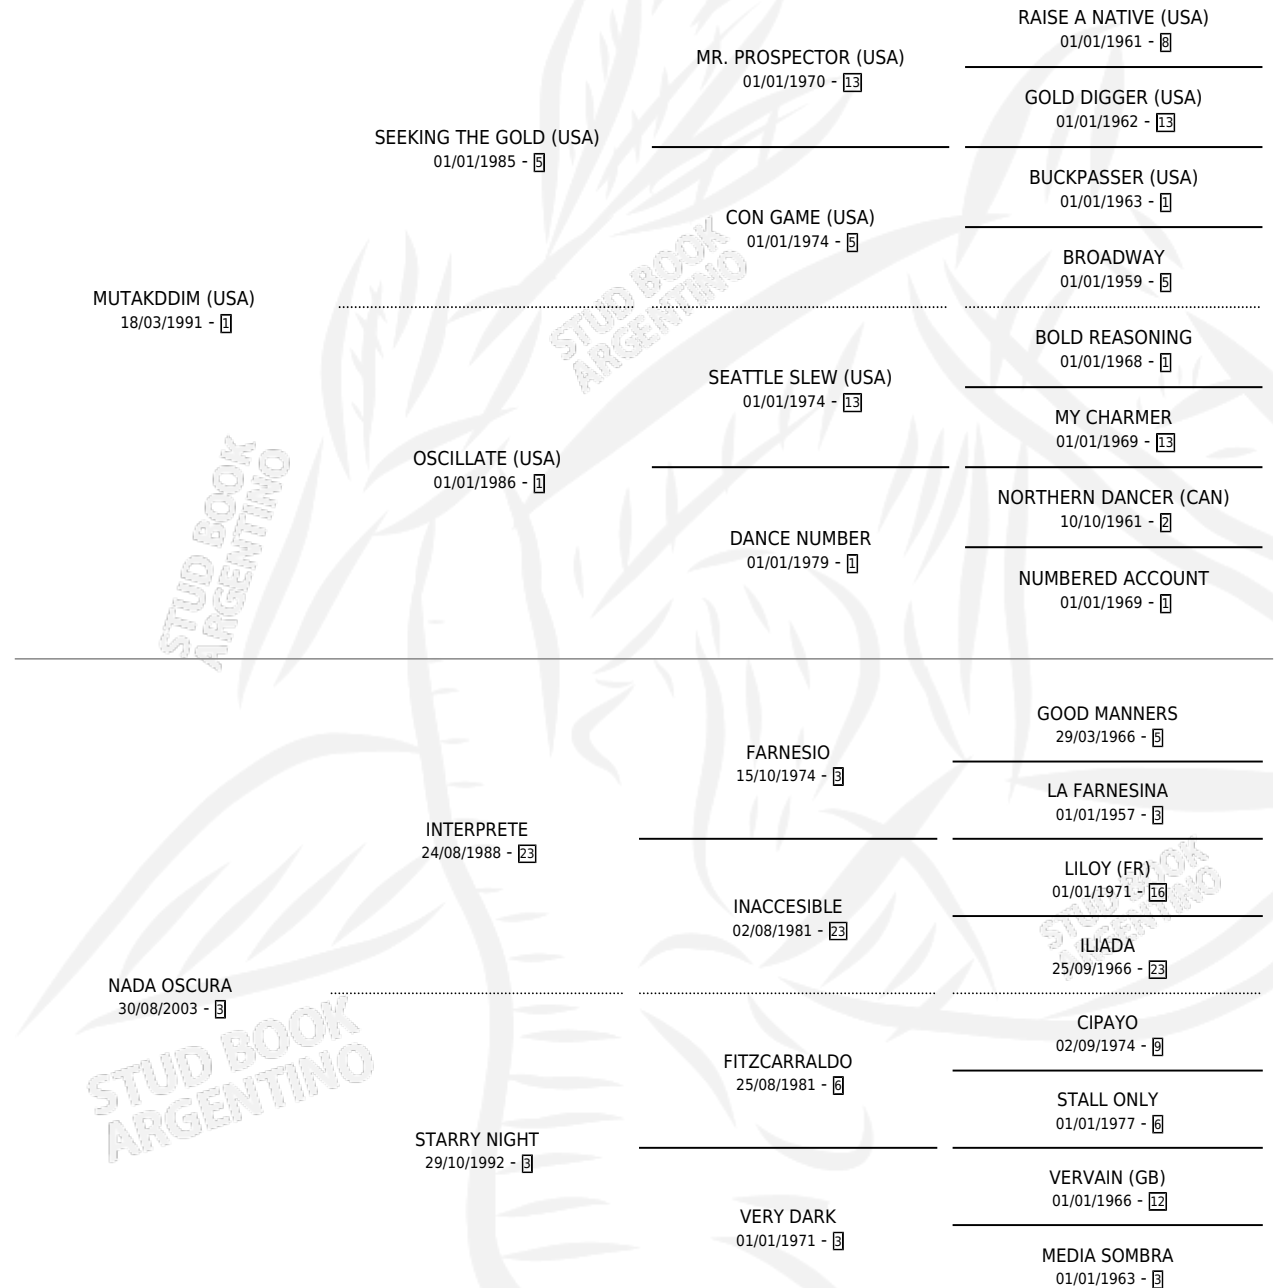 RAISE A NATIVE (USA)
01/01/1961 - 8
MR. PROSPECTOR (USA)
01/01/1970 - 13
GOLD DIGGER (USA)
01/01/1962 - 13
SEEKING THE GOLD (USA)
01/01/1985 - 5
BUCKPASSER (USA)
01/01/1963 - 1
CON GAME (USA)
01/01/1974 - 5
BROADWAY
01/01/1959 - 5
MUTAKDDIM (USA)
18/03/1991 - 1
BOLD REASONING
01/01/1968 - 1
SEATTLE SLEW (USA)
01/01/1974 - 13
MY CHARMER
01/01/1969 - 13
OSCILLATE (USA)
01/01/1986 - 1
NORTHERN DANCER (CAN)
10/10/1961 - 2
DANCE NUMBER
01/01/1979 - 1
NUMBERED ACCOUNT
01/01/1969 - 1
GOOD MANNERS
29/03/1966 - 5
FARNESIO
15/10/1974 - 3
LA FARNESINA
01/01/1957 - 3
INTERPRETE
24/08/1988 - 23
LILOY (FR)
01/01/1971 - 16
INACCESIBLE
02/08/1981 - 23
ILIADA
25/09/1966 - 23
NADA OSCURA
30/08/2003 - 3
CIPAYO
02/09/1974 - 9
FITZCARRALDO
25/08/1981 - 6
STALL ONLY
01/01/1977 - 6
STARRY NIGHT
29/10/1992 - 3
VERVAIN (GB)
01/01/1966 - 12
VERY DARK
01/01/1971 - 3
MEDIA SOMBRA
01/01/1963 - 3
STUD BOOK
ARGENTINO
STUD BOOK
ARGENTINO
STUD BOOK
ARGENTINO
STUD BOOK
ARGENTINO